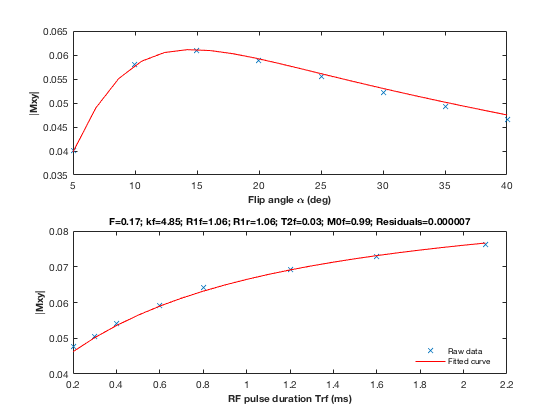 0.065
0.06
0.055
0.05
0.045
0.04
0.035
|Mxy|
5 10 15 20 25 30 35 40
Flip angle α (deg)
F=0.17; kf=4.85; R1f=1.06; R1r=1.06; T2f=0.03; M0f=0.99; Residuals=0.000007
0.08
0.07
0.06
0.05
0.04
|Mxy|
Raw data
Fitted curve
0.2 0.4 0.6 0.8 1 1.2 1.4 1.6 1.8 2 2.2
RF pulse duration Trf (ms)